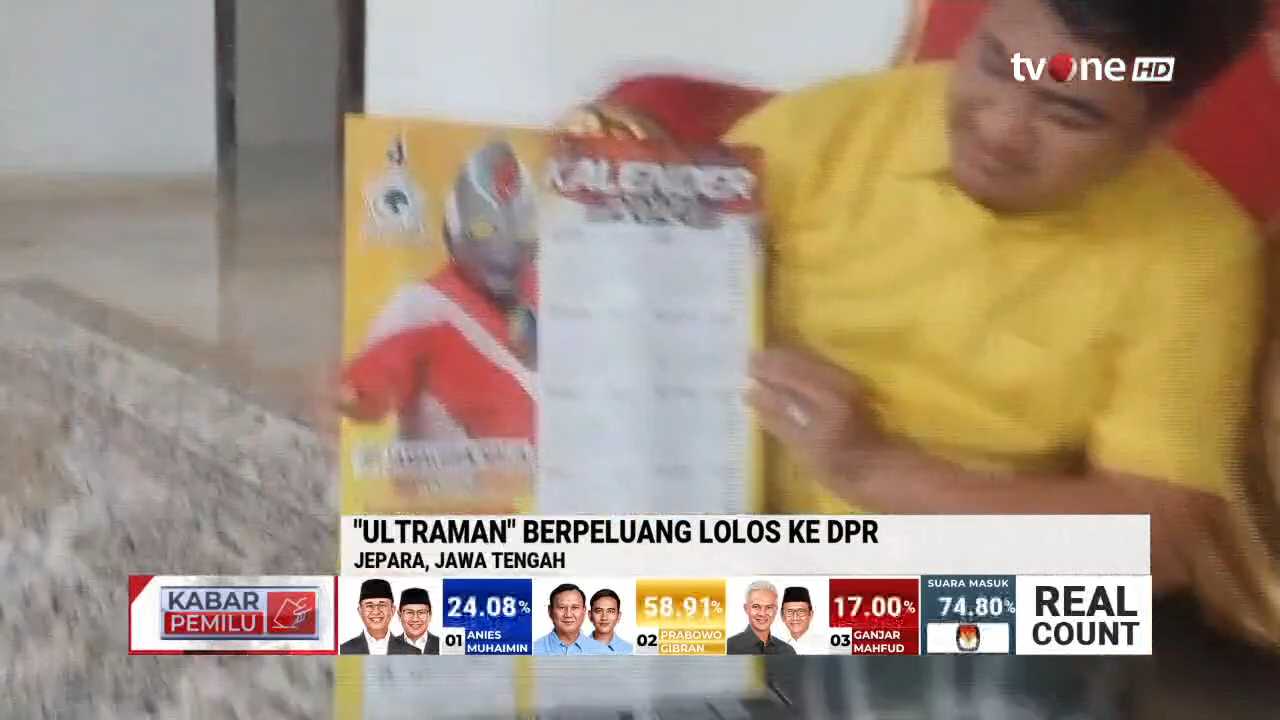 tvOne HD
KALENDER
"ULTRAMAN" BERPELUANG LOLOS KE DPR
JEPARA, JAWA TENGAH
KABAR
PEMILU
24.08%
01 ANIES
MUHAIMIN
58.91%
02 PRABOWO
GIBRAN
17.00%
03 GANJAR
MAHFUD
SUARA MASUK
74.80%
REAL
COUNT